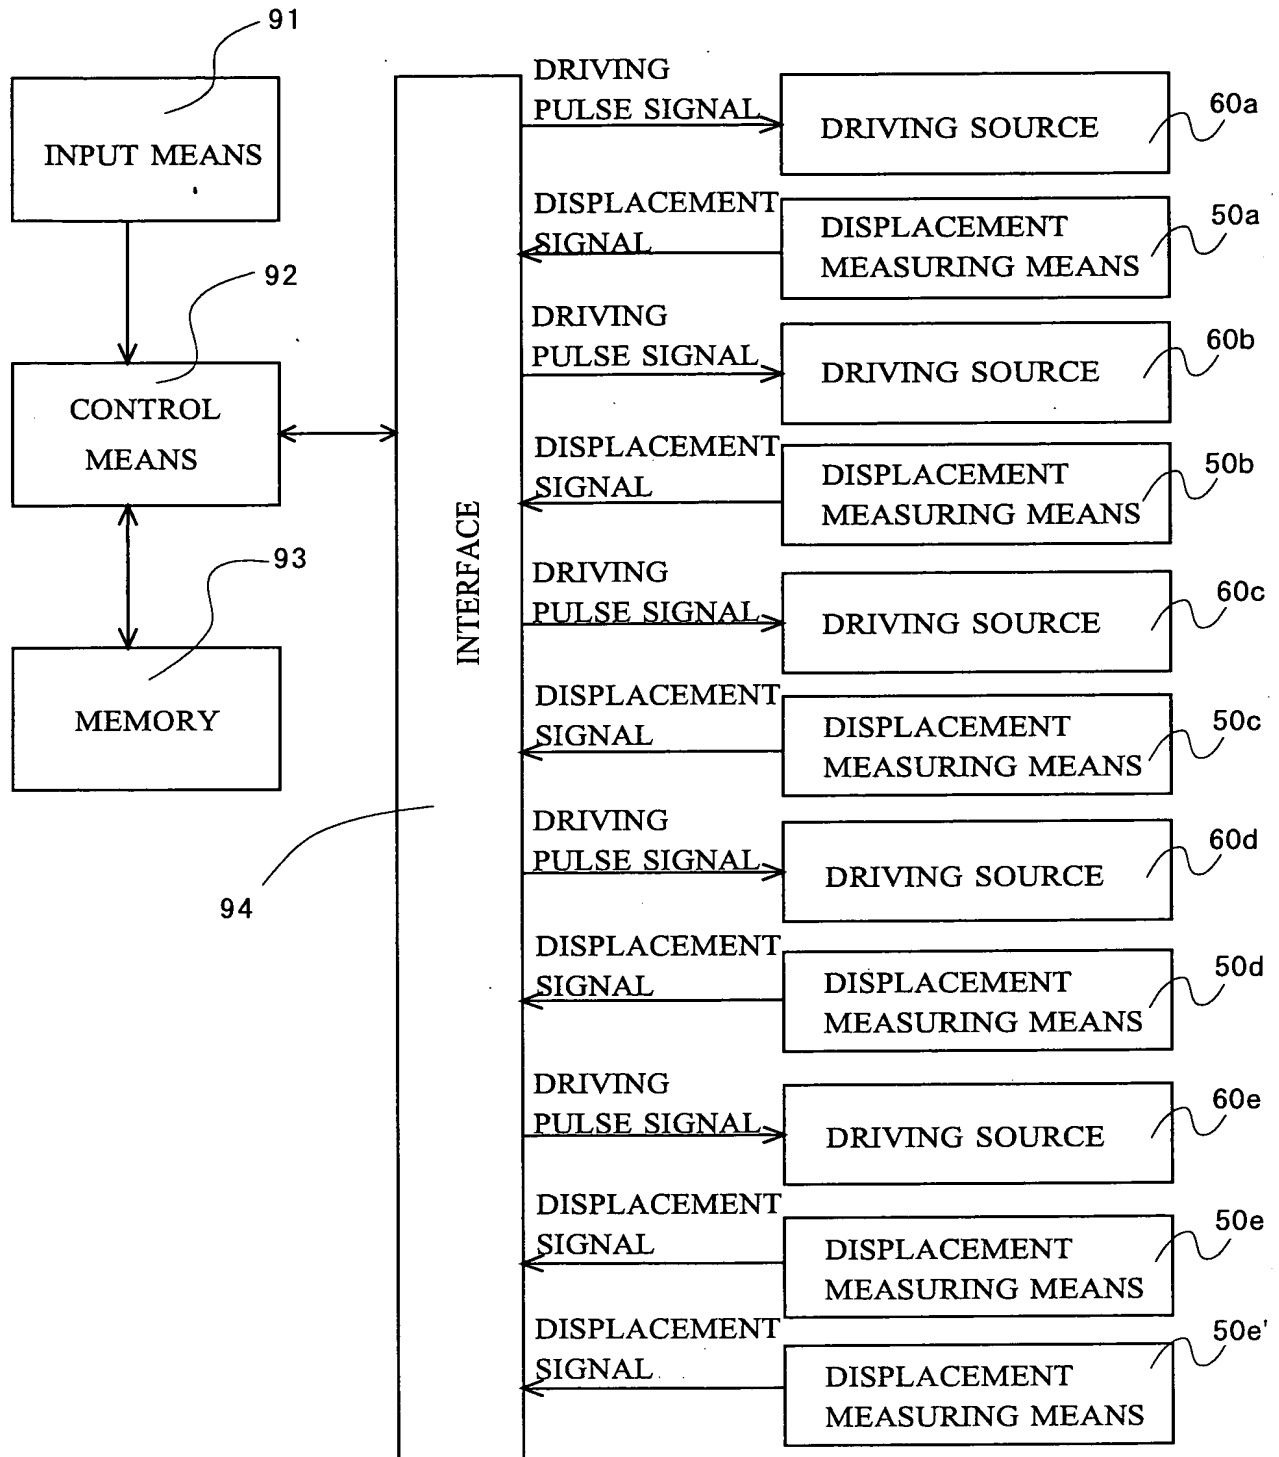 91
INPUT MEANS
92
CONTROL
MEANS
93
MEMORY
94
INTERFACE
DRIVING
PULSE SIGNAL
DRIVING SOURCE
60a
DISPLACEMENT
SIGNAL
DISPLACEMENT
MEASURING MEANS
50a
DRIVING
PULSE SIGNAL
DRIVING SOURCE
60b
DISPLACEMENT
SIGNAL
DISPLACEMENT
MEASURING MEANS
50b
DRIVING
PULSE SIGNAL
DRIVING SOURCE
60c
DISPLACEMENT
SIGNAL
DISPLACEMENT
MEASURING MEANS
50c
DRIVING
PULSE SIGNAL
DRIVING SOURCE
60d
DISPLACEMENT
SIGNAL
DISPLACEMENT
MEASURING MEANS
50d
DRIVING
PULSE SIGNAL
DRIVING SOURCE
60e
DISPLACEMENT
SIGNAL
DISPLACEMENT
MEASURING MEANS
50e
DISPLACEMENT
SIGNAL
DISPLACEMENT
MEASURING MEANS
50e'